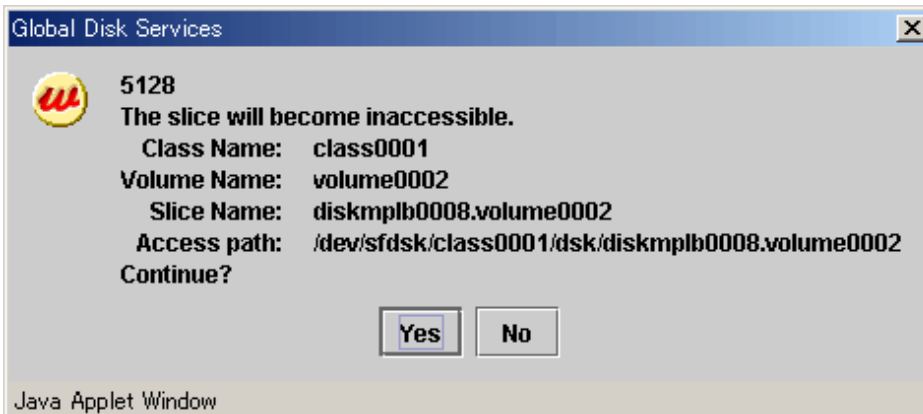 Global Disk Services
5128
The slice will become inaccessible.
Class Name: class0001
Volume Name: volume0002
Slice Name: diskmplb0008.volume0002
Access path: /dev/sfdsk/class0001/dsk/diskmplb0008.volume0002
Continue?
Yes No
Java Applet Window